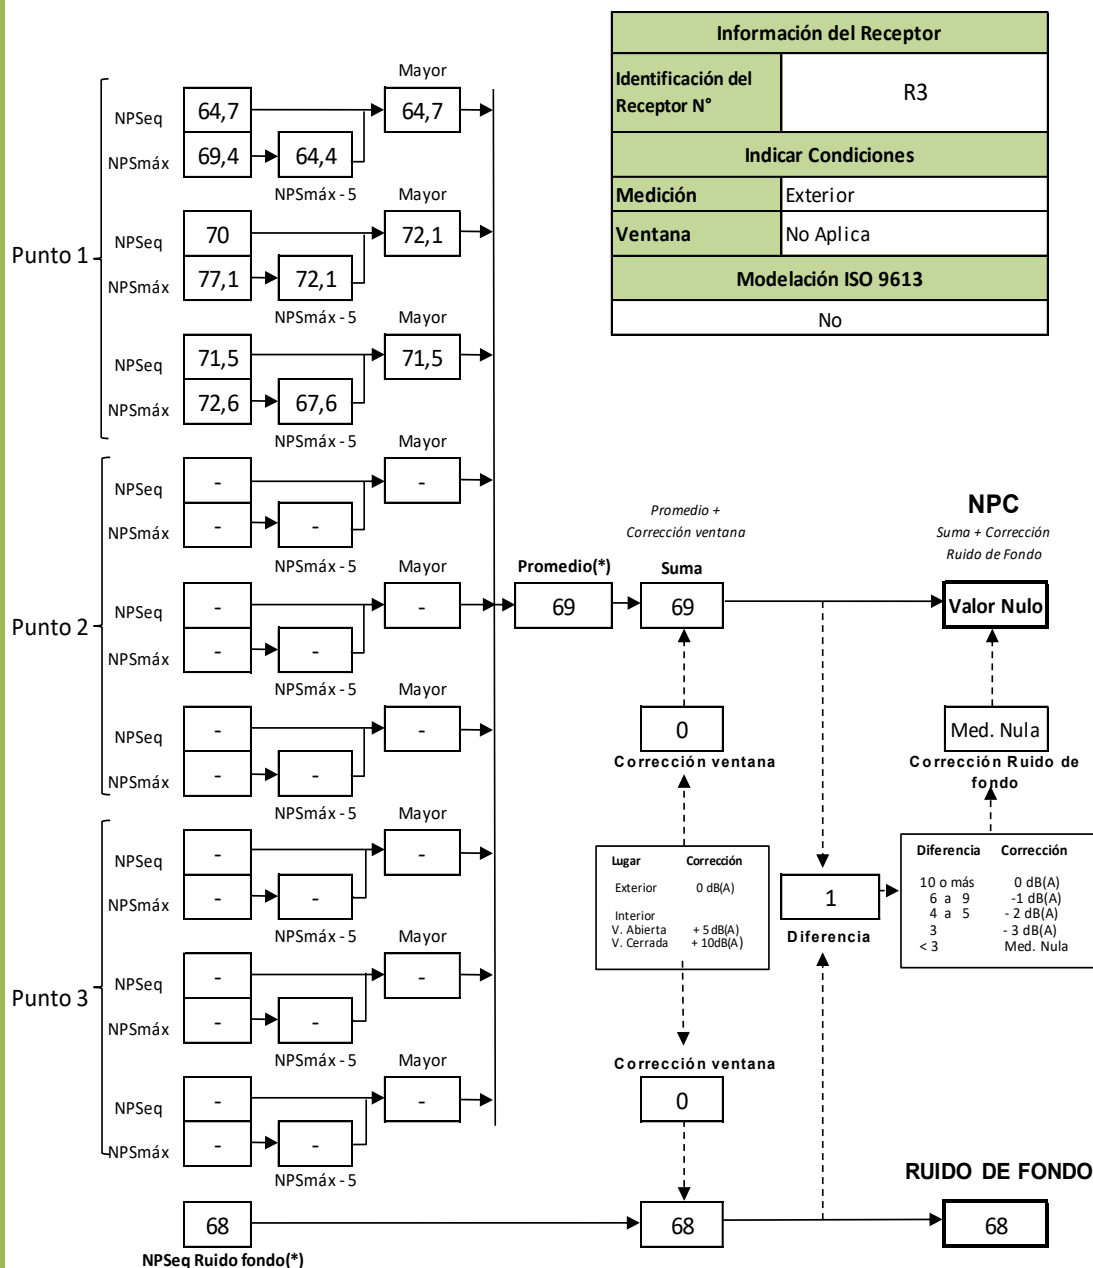 Información del Receptor
Identificación del Receptor N°
R3
Indicar Condiciones
Medición
Exterior
Ventana
No Aplica
Modelación ISO 9613
No
Punto 1
Mayor
NPSeq
64,7
64,7
NPSmáx
69,4
64,4
NPSmáx - 5
Mayor
NPSeq
70
72,1
NPSmáx
77,1
72,1
NPSmáx - 5
Mayor
NPSeq
71,5
71,5
NPSmáx
72,6
67,6
NPSmáx - 5
Punto 2
Mayor
NPSeq
-
-
NPSmáx
-
-
NPSmáx - 5
Mayor
NPSeq
-
-
NPSmáx
-
-
NPSmáx - 5
Mayor
NPSeq
-
-
NPSmáx
-
-
NPSmáx - 5
Punto 3
Mayor
NPSeq
-
-
NPSmáx
-
-
NPSmáx - 5
Mayor
NPSeq
-
-
NPSmáx
-
-
NPSmáx - 5
Mayor
NPSeq
-
-
NPSmáx
-
-
NPSmáx - 5
Promedio(*)
69
Promedio +
Corrección ventana
Suma
69
NPC
Suma + Corrección
Ruido de Fondo
Valor Nulo
0
Corrección ventana
Med. Nula
Corrección Ruido de
fondo
Lugar Corrección
Exterior 0 dB(A)
Interior
V. Abierta + 5 dB(A)
V. Cerrada + 10dB(A)
1
Diferencia
Diferencia Corrección
10 o más 0 dB(A)
6 a 9 -1 dB(A)
4 a 5 - 2 dB(A)
3 - 3 dB(A)
< 3 Med. Nula
Corrección ventana
0
RUIDO DE FONDO
68
68
68
NPSeq Ruido fondo(*)